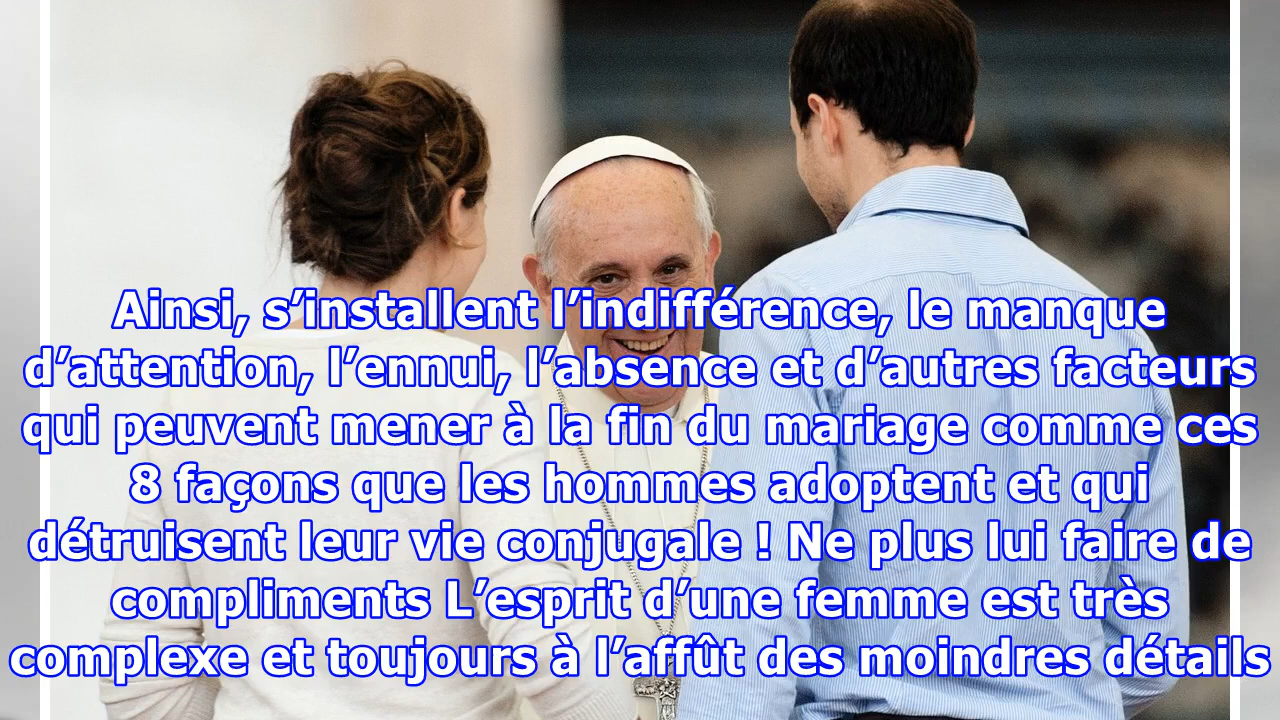 Ainsi, s’installent l’indifférence, le manque
d’attention, l’ennui, l’absence et d’autres facteurs
qui peuvent mener à la fin du mariage comme ces
8 façons que les hommes adoptent et qui
détruisent leur vie conjugale ! Ne plus lui faire de
compliments L’esprit d’une femme est très
complexe et toujours à l’affût des moindres détails